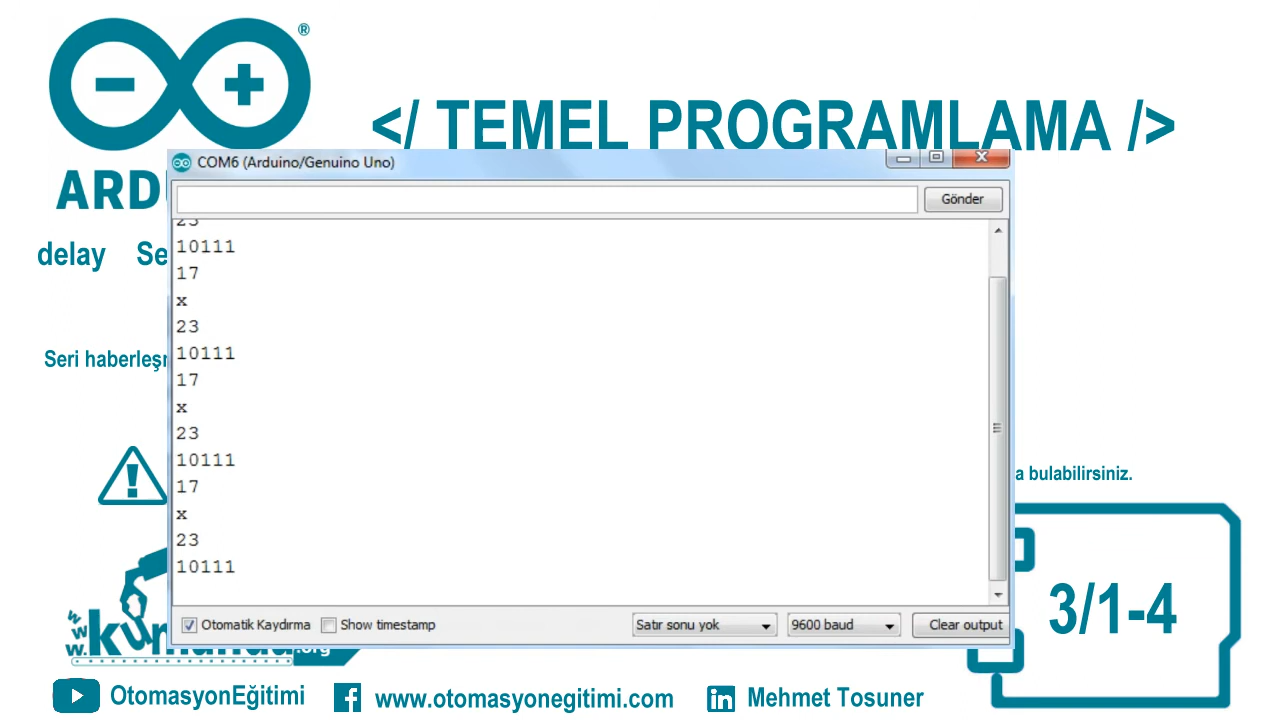 ®
</ TEMEL PROGRAMLAMA />
COM6 (Arduino/Genuino Uno)
ARD
Gönder
23
delay Se
10111
17
x
23
Seri haberleşr
10111
17
x
23
10111
17
a bulabilirsiniz.
x
23
10111
3/1-4
Otomatik Kaydırma
Show timestamp
Satır sonu yok
9600 baud
Clear output
OtomasyonEğitimi
www.otomasyonegitimi.com
Mehmet Tosuner